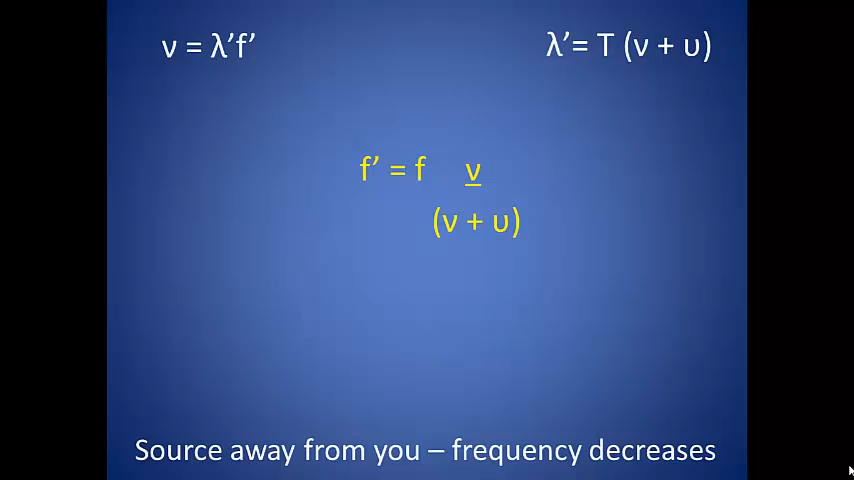 ν = λ’f’
λ’= T (ν + υ)
f’ = f ν
(ν + υ)
Source away from you – frequency decreases